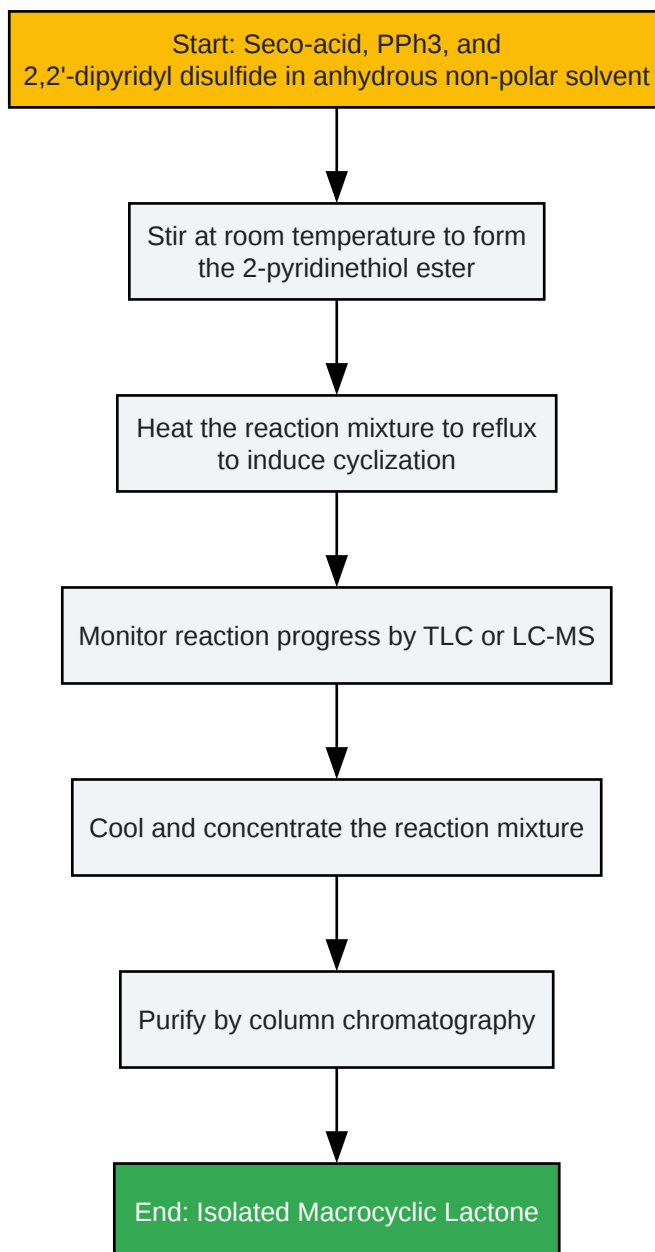 Start: Seco-acid, PPh3, and
2,2'-dipyridyl disulfide in anhydrous non-polar solvent
Stir at room temperature to form
the 2-pyridinethiol ester
Heat the reaction mixture to reflux
to induce cyclization
Monitor reaction progress by TLC or LC-MS
Cool and concentrate the reaction mixture
Purify by column chromatography
End: Isolated Macrocyclic Lactone